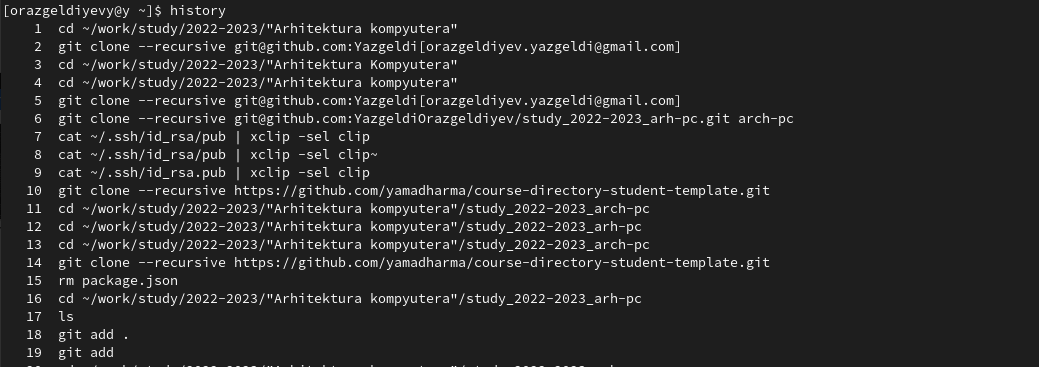 [orazgeldiyevy@y ~]$ history
1 cd ~/work/study/2022-2023/"Arhitektura kompyutera"
2 git clone --recursive git@github.com:Yazgeldi[orazgeldiyev.yazgeldi@gmail.com]
3 cd ~/work/study/2022-2023/"Arhitektura Kompyutera"
4 cd ~/work/study/2022-2023/"Arhitektura kompyutera"
5 git clone --recursive git@github.com:Yazgeldi[orazgeldiyev.yazgeldi@gmail.com]
6 git clone --recursive git@github.com:YazgeldiOrazgeldiyev/study_2022-2023_arh-pc.git arch-pc
7 cat ~/.ssh/id_rsa/pub | xclip -sel clip
8 cat ~/.ssh/id_rsa/pub | xclip -sel clip~
9 cat ~/.ssh/id_rsa.pub | xclip -sel clip
10 git clone --recursive https://github.com/yamadharma/course-directory-student-template.git
11 cd ~/work/study/2022-2023/"Arhitektura kompyutera"/study_2022-2023_arch-pc
12 cd ~/work/study/2022-2023/"Arhitektura kompyutera"/study_2022-2023_arh-pc
13 cd ~/work/study/2022-2023/"Arhitektura kompyutera"/study_2022-2023_arch-pc
14 git clone --recursive https://github.com/yamadharma/course-directory-student-template.git
15 rm package.json
16 cd ~/work/study/2022-2023/"Arhitektura kompyutera"/study_2022-2023_arh-pc
17 ls
18 git add .
19 git add